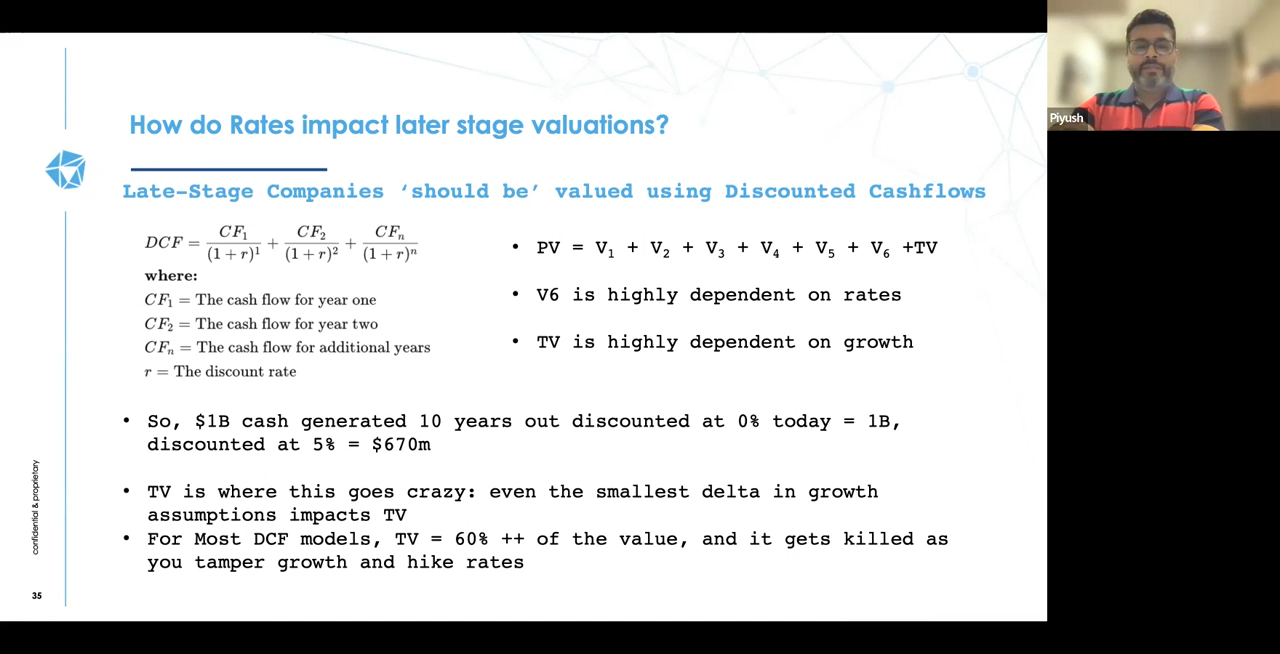 How do Rates impact later stage valuations?
Late-Stage Companies ‘should be’ valued using Discounted Cashflows
DCF = CF₁/(1 + r)¹ + CF₂/(1 + r)² + CFₙ/(1 + r)ⁿ
where:
CF₁ = The cash flow for year one
CF₂ = The cash flow for year two
CFₙ = The cash flow for additional years
r = The discount rate
• PV = V₁ + V₂ + V₃ + V₄ + V₅ + V₆ +TV
• V6 is highly dependent on rates
• TV is highly dependent on growth
• So, $1B cash generated 10 years out discounted at 0% today = 1B,
discounted at 5% = $670m
• TV is where this goes crazy: even the smallest delta in growth
assumptions impacts TV
• For Most DCF models, TV = 60% ++ of the value, and it gets killed as
you tamper growth and hike rates
confidential & proprietary
35
Piyush